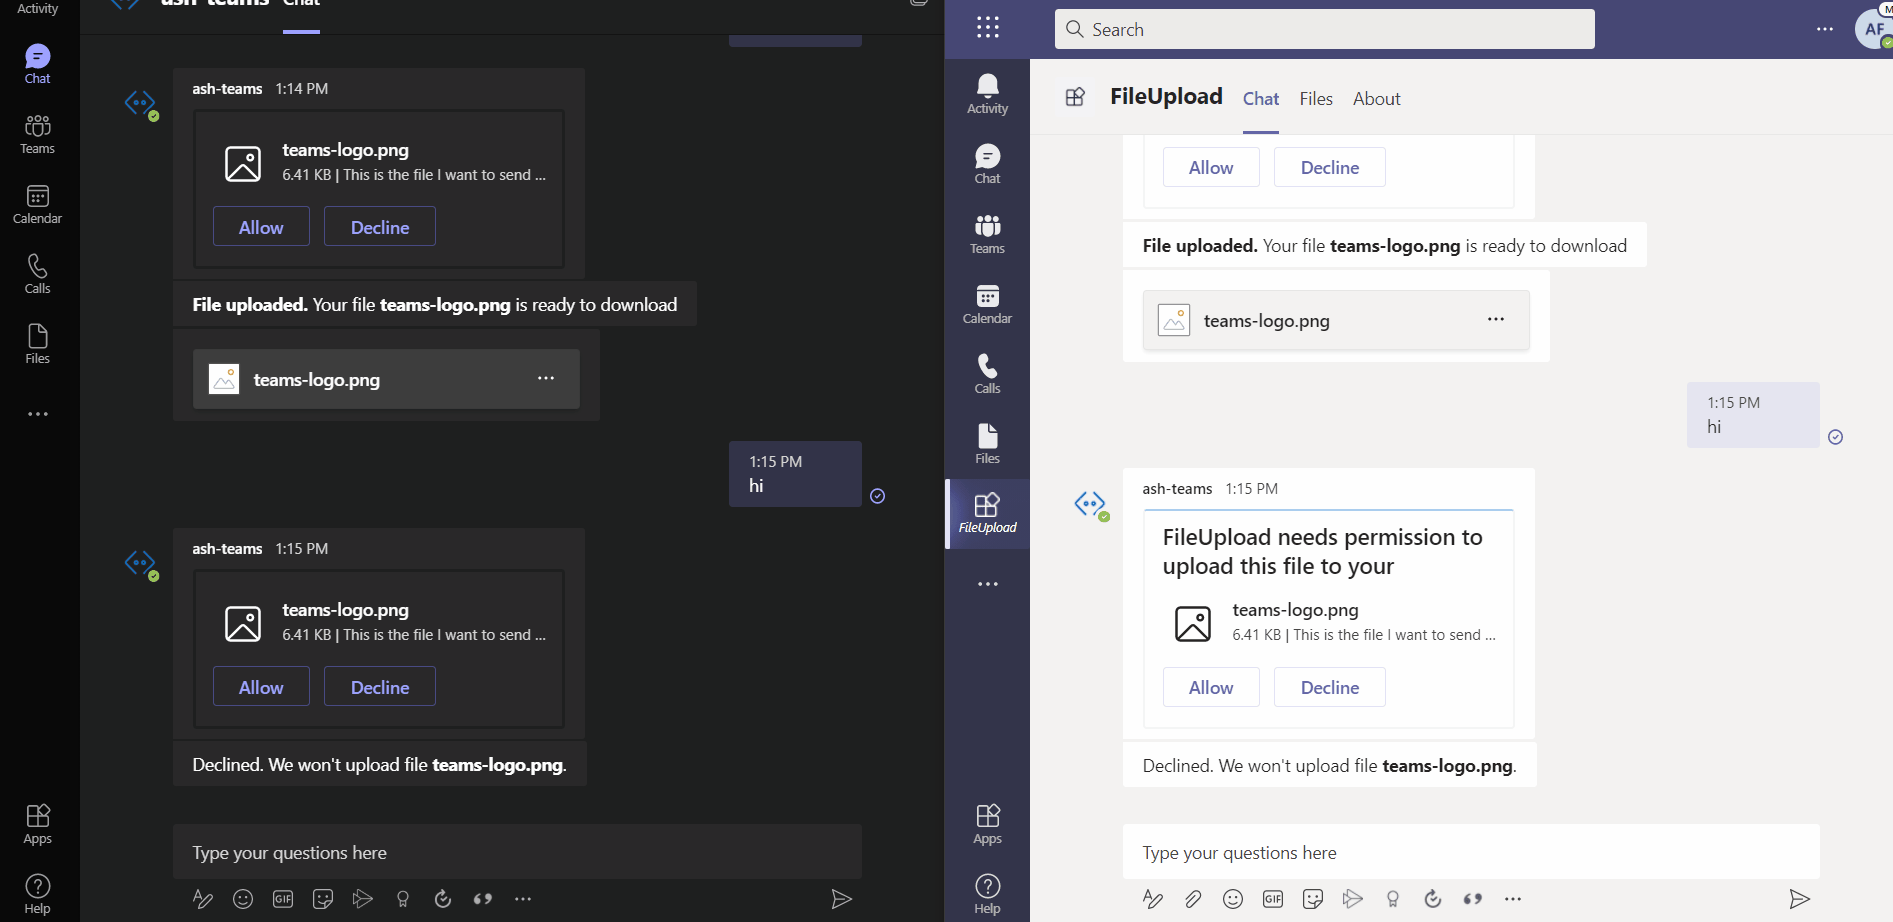 Activity
Chat
Teams
Calendar
Calls
Files
Apps
Help
ash-teams Chat
ash-teams 1:14 PM
teams-logo.png
6.41 KB | This is the file I want to send ...
Allow Decline
File uploaded. Your file teams-logo.png is ready to download
teams-logo.png
1:15 PM
hi
ash-teams 1:15 PM
teams-logo.png
6.41 KB | This is the file I want to send ...
Allow Decline
Declined. We won't upload file teams-logo.png.
Type your questions here
GIF
Search
AF
M
Activity
Chat
Teams
Calendar
Calls
Files
FileUpload
Apps
Help
FileUpload Chat Files About
Allow Decline
File uploaded. Your file teams-logo.png is ready to download
teams-logo.png
1:15 PM
hi
ash-teams 1:15 PM
FileUpload needs permission to
upload this file to your
teams-logo.png
6.41 KB | This is the file I want to send ...
Allow Decline
Declined. We won't upload file teams-logo.png.
Type your questions here
GIF